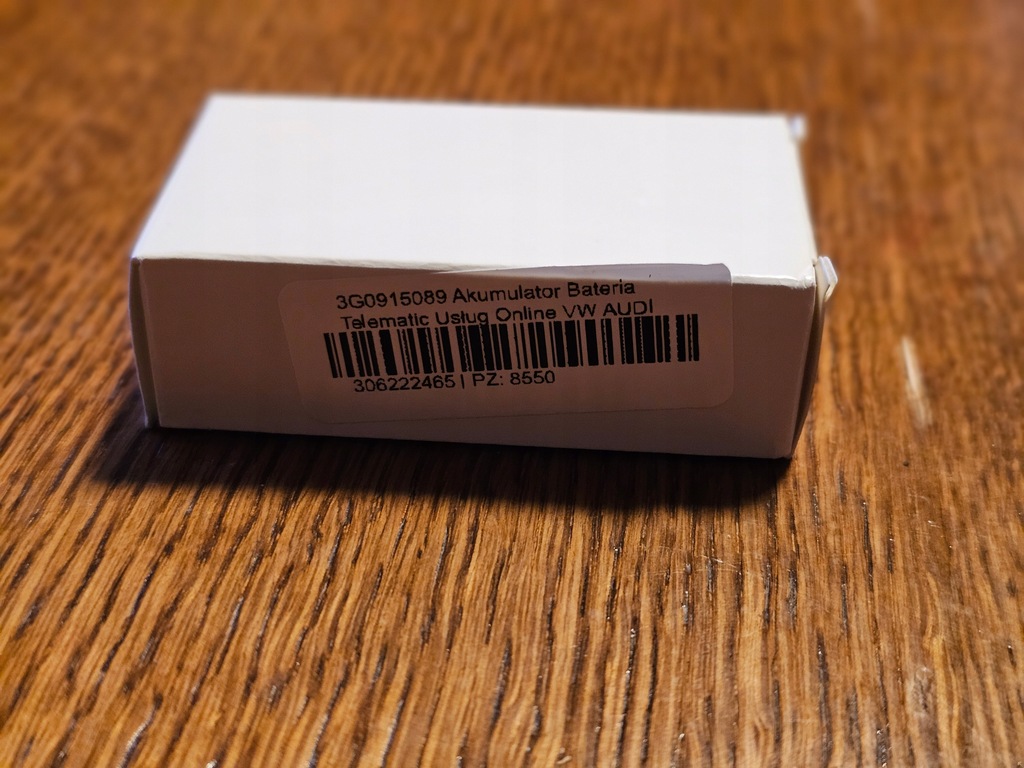 3G0915089 Akumulator Bateria
Telematic Usług Online VW AUDI
306222465 | PZ: 8550